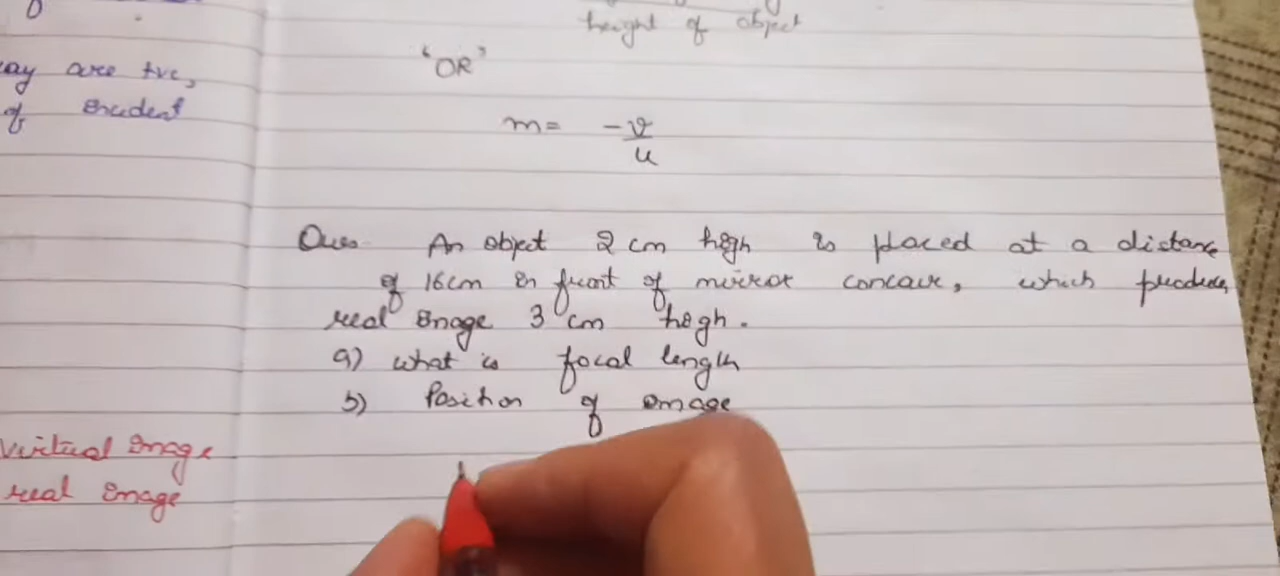 height of object
"OR"
are +ve,
of
m = -v/u
Ques An object 2 cm high is placed at a distance
of 16cm in front of mirror concave, which produces
real image 3 cm high.
a) what is focal length
b) Position of image
virtual Image
real Image